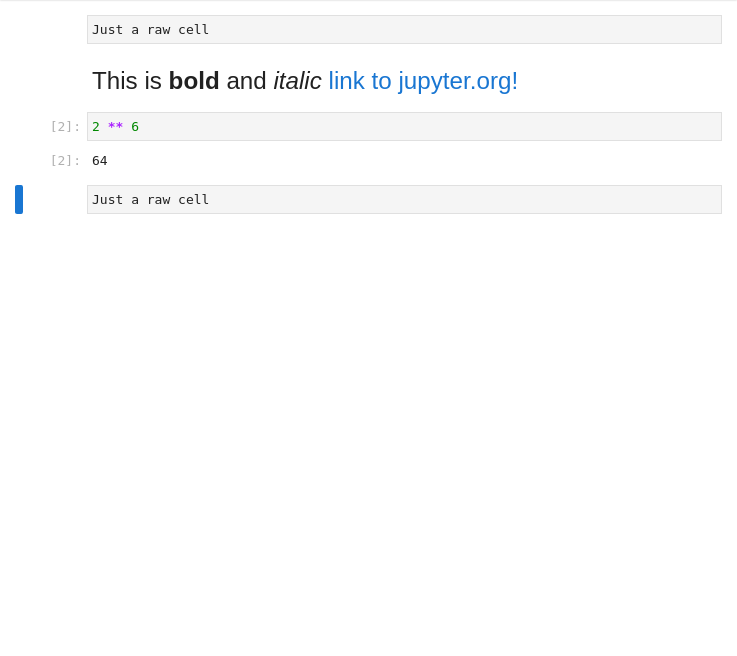 Just a raw cell
This is bold and italic link to jupyter.org!
[2]: 2 ** 6
[2]: 64
Just a raw cell